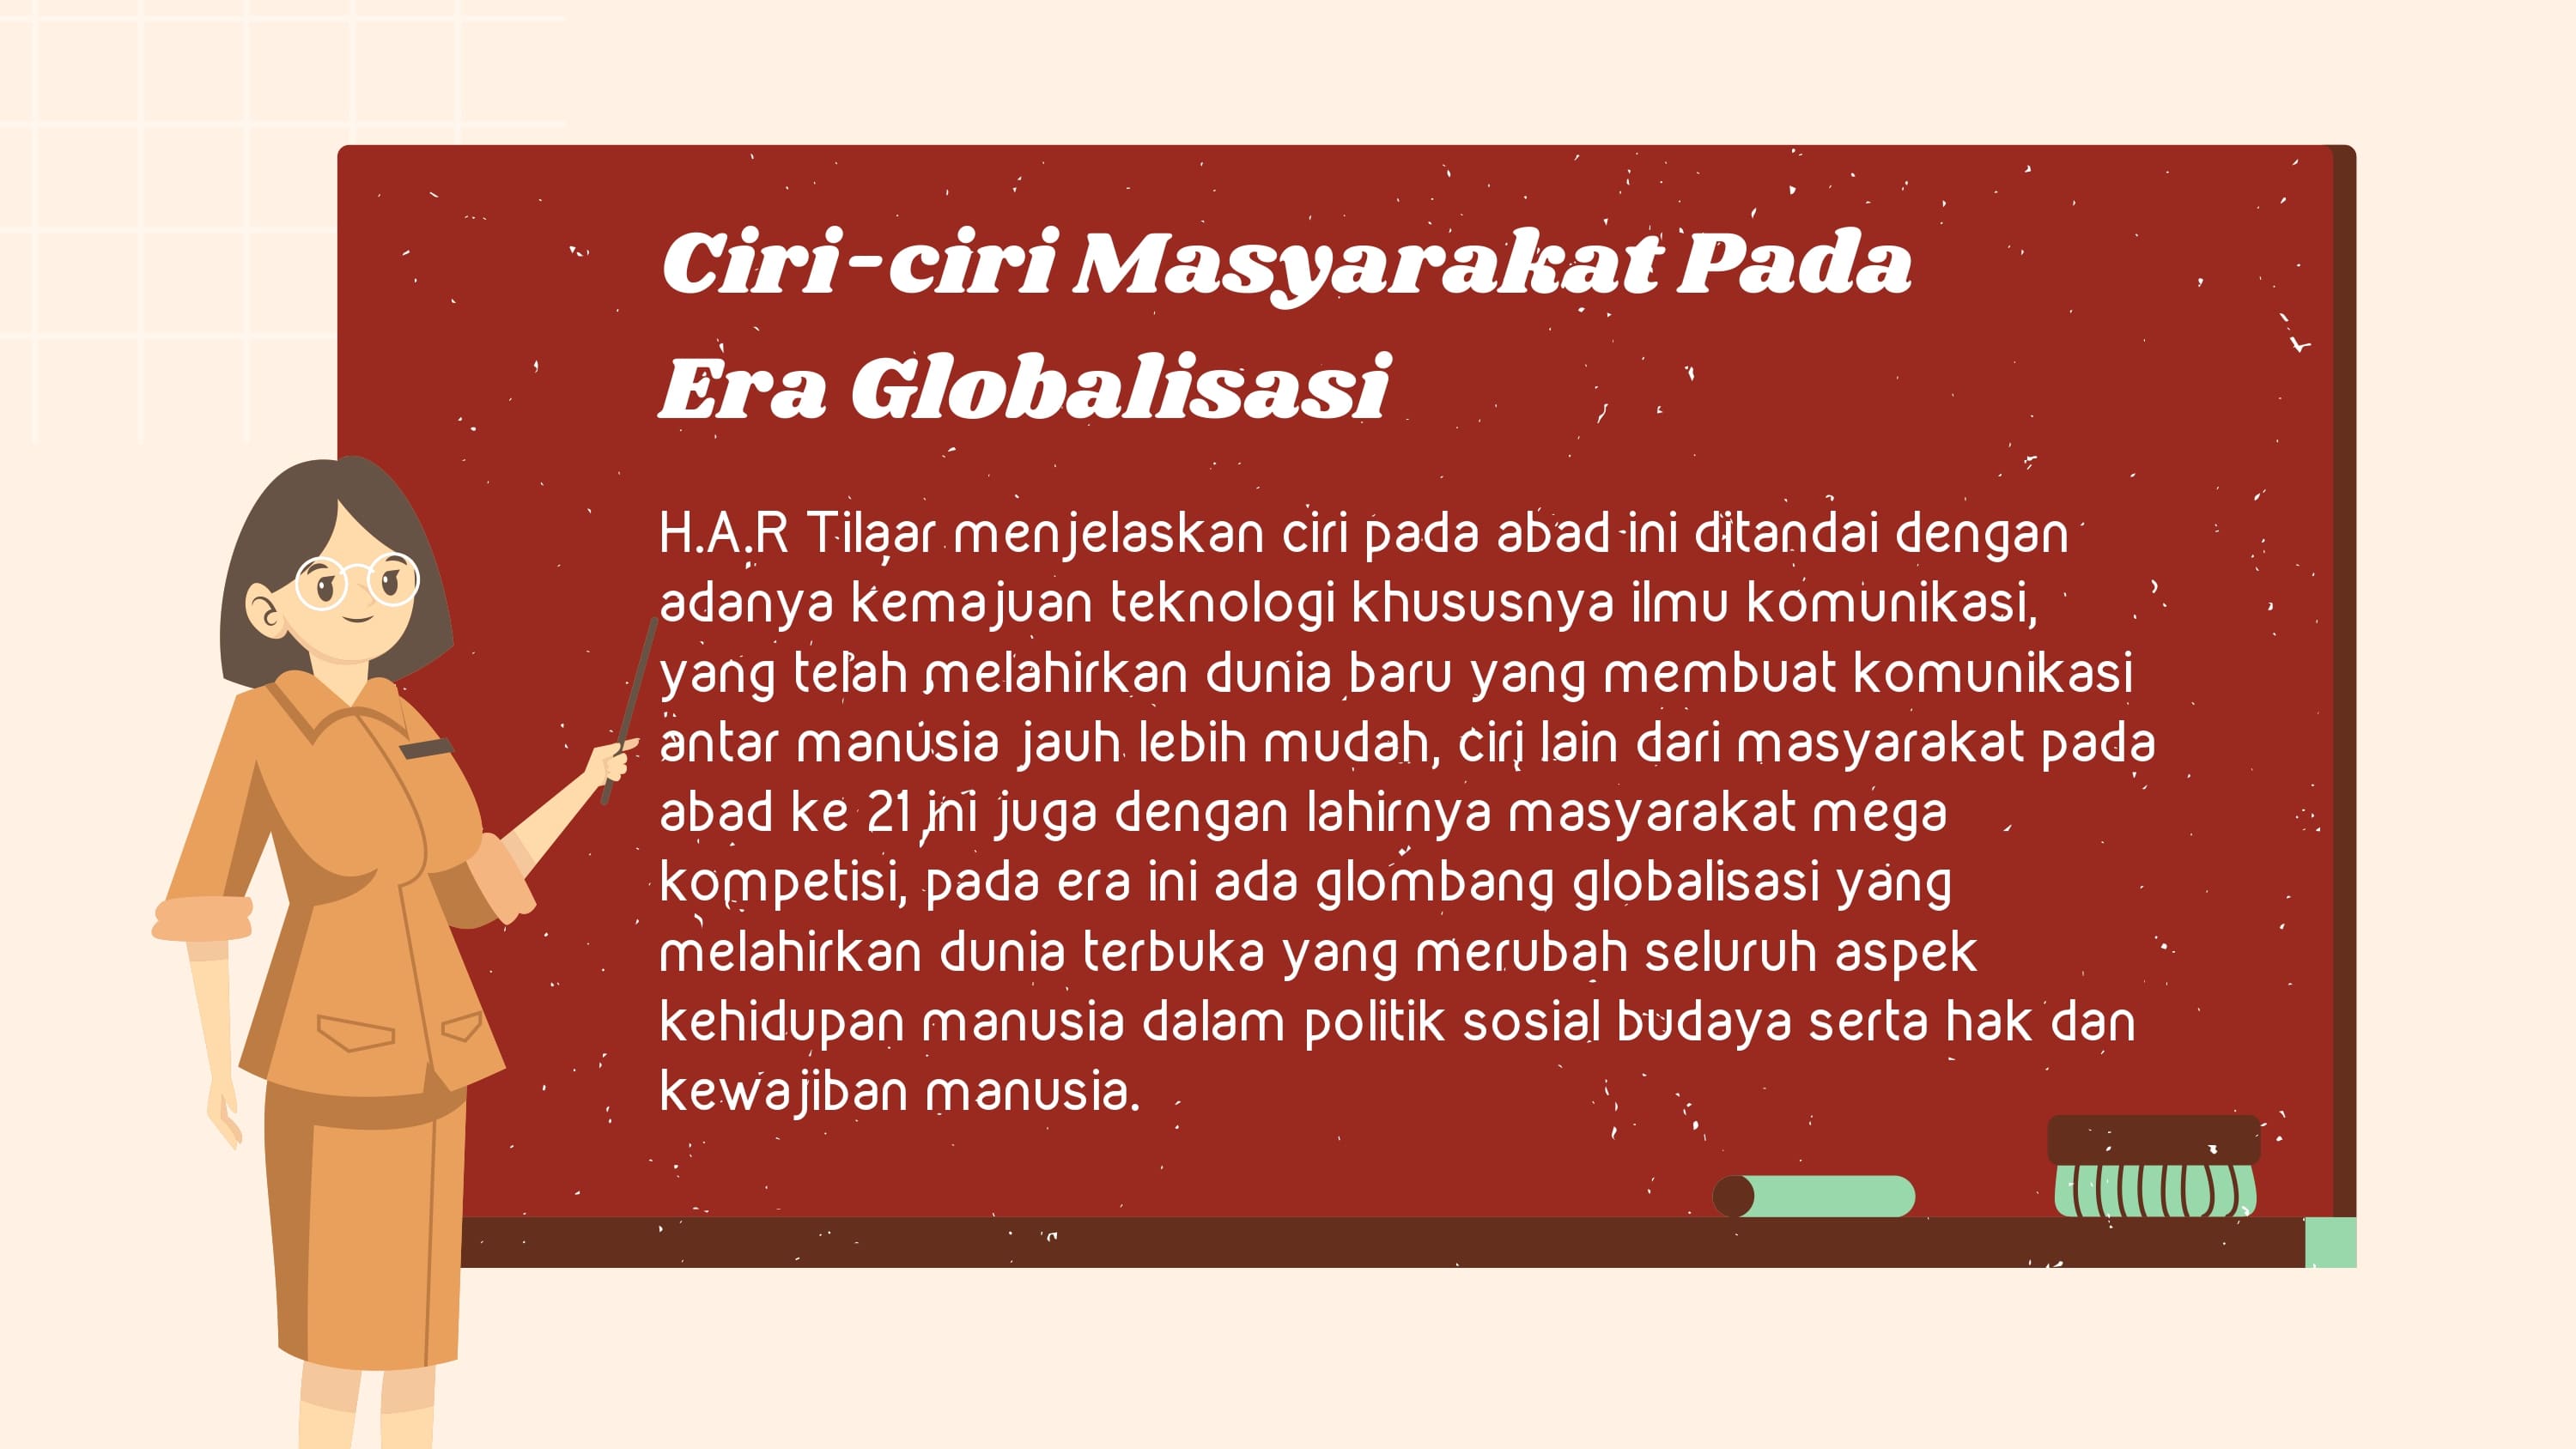 Ciri-ciri Masyarakat Pada
Era Globalisasi
H.A.R Tilaar menjelaskan ciri pada abad ini ditandai dengan
adanya kemajuan teknologi khususnya ilmu komunikasi,
yang telah melahirkan dunia baru yang membuat komunikasi
antar manusia jauh lebih mudah, ciri lain dari masyarakat pada
abad ke 21 ini juga dengan lahirnya masyarakat mega
kompetisi, pada era ini ada glombang globalisasi yang
melahirkan dunia terbuka yang merubah seluruh aspek
kehidupan manusia dalam politik sosial budaya serta hak dan
kewajiban manusia.